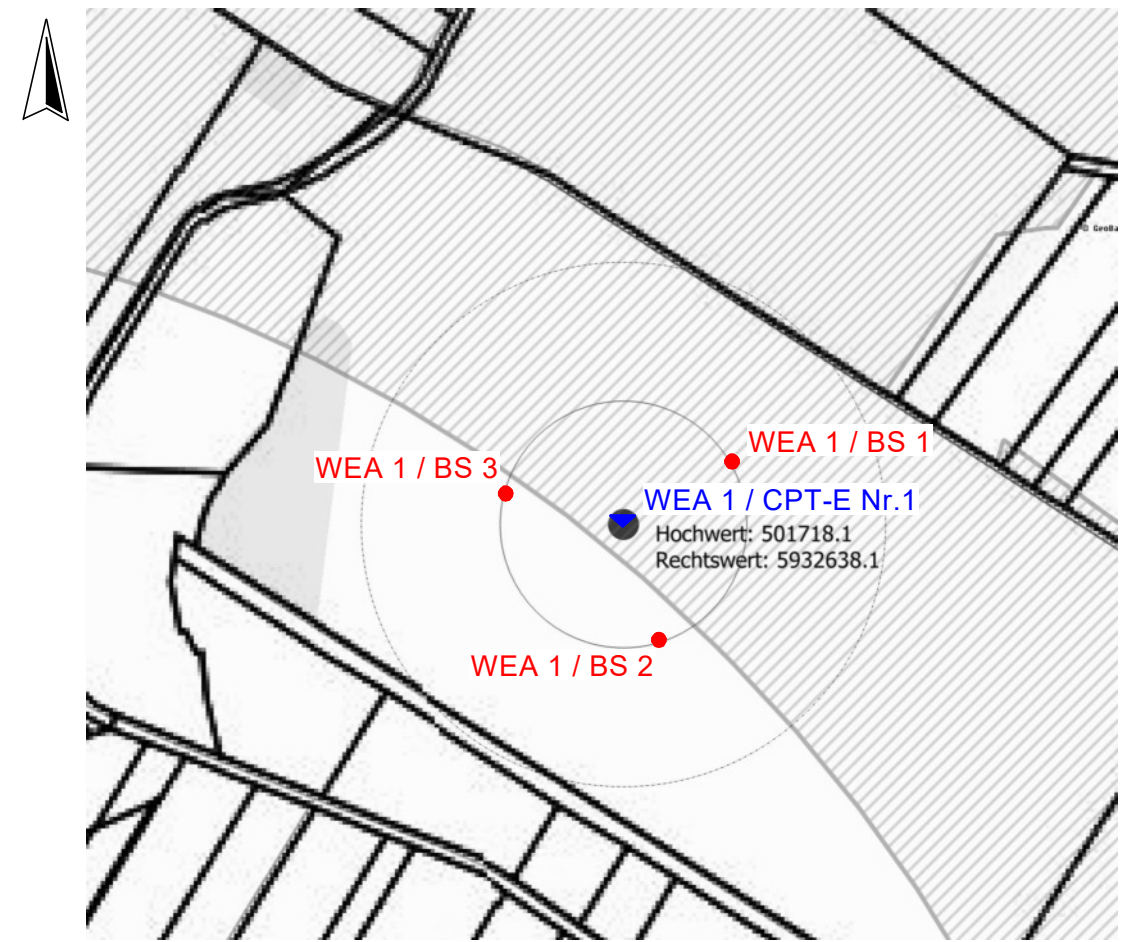 WEA 1 / BS 1
WEA 1 / BS 3
WEA 1 / CPT-E Nr.1
Hochwert: 501718.1
Rechtswert: 5932638.1
WEA 1 / BS 2